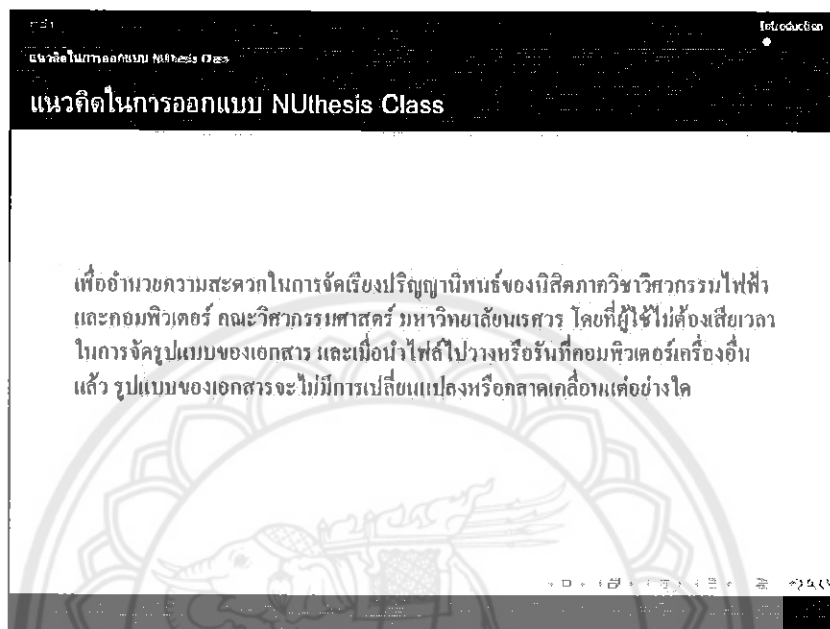 Introduction
แนวคิดในการออกแบบ NUthesis Class
แนวคิดในการออกแบบ NUthesis Class
เพื่ออำนวยความสะดวกในการจัดเรียงปริญญานิพนธ์ของนิสิตภาควิชาวิศวกรรมไฟฟ้า
และคอมพิวเตอร์ คณะวิศวกรรมศาสตร์ มหาวิทยาลัยนเรศวร โดยที่ผู้ใช้ไม่ต้องเสียเวลา
ในการจัดรูปแบบของเอกสาร และเมื่อนำไฟล์ไปวางหรือรันที่คอมพิวเตอร์เครื่องอื่น
แล้ว รูปแบบของเอกสารจะไม่มีการเปลี่ยนแปลงหรือคลาดเคลื่อนแต่อย่างใด